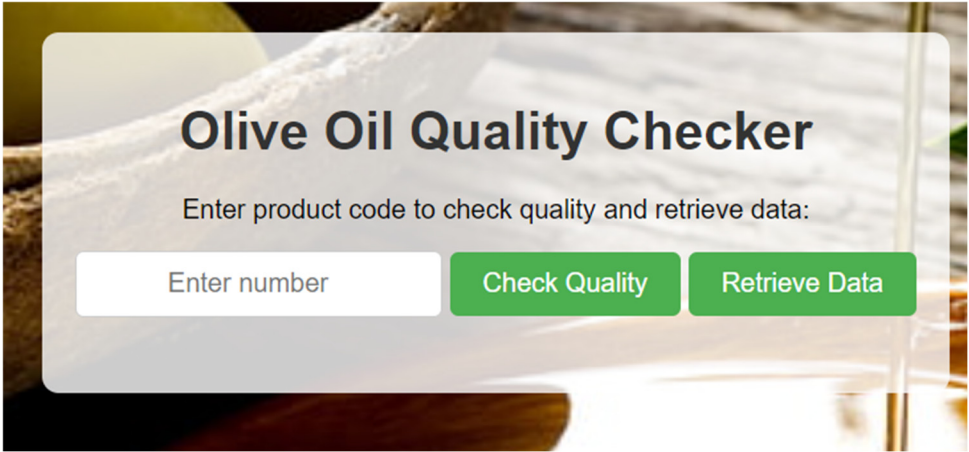 Olive Oil Quality Checker
Enter product code to check quality and retrieve data:
Enter number Check Quality Retrieve Data